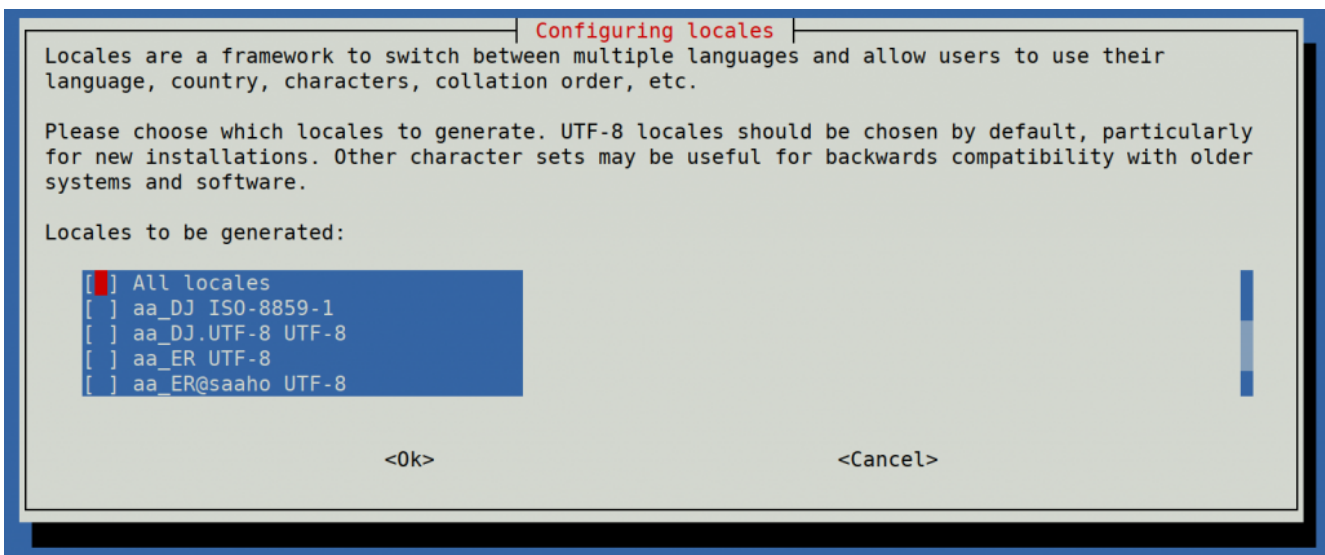 Configuring locales
Locales are a framework to switch between multiple languages and allow users to use their
language, country, characters, collation order, etc.
Please choose which locales to generate. UTF-8 locales should be chosen by default, particularly
for new installations. Other character sets may be useful for backwards compatibility with older
systems and software.
Locales to be generated:
[ ] All locales
[ ] aa_DJ ISO-8859-1
[ ] aa_DJ.UTF-8 UTF-8
[ ] aa_ER UTF-8
[ ] aa_ER@saaho UTF-8
<Ok> <Cancel>